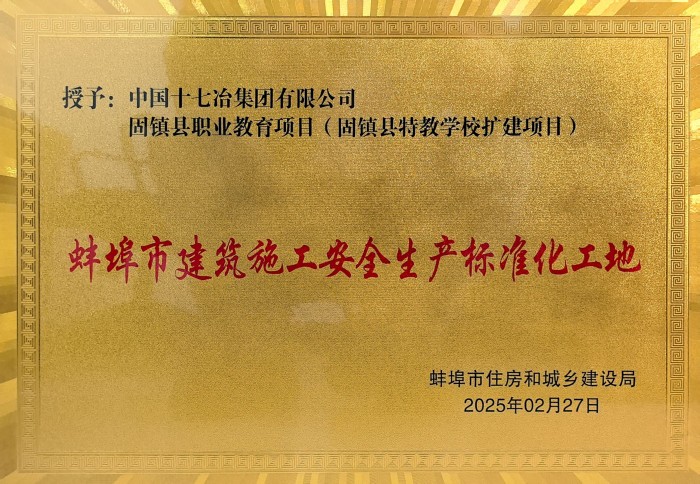 授予：中国十七冶集团有限公司
固镇县职业教育项目（固镇县特教学校扩建项目）
蚌埠市建筑施工安全生产标准化工地
蚌埠市住房和城乡建设局
2025年02月27日